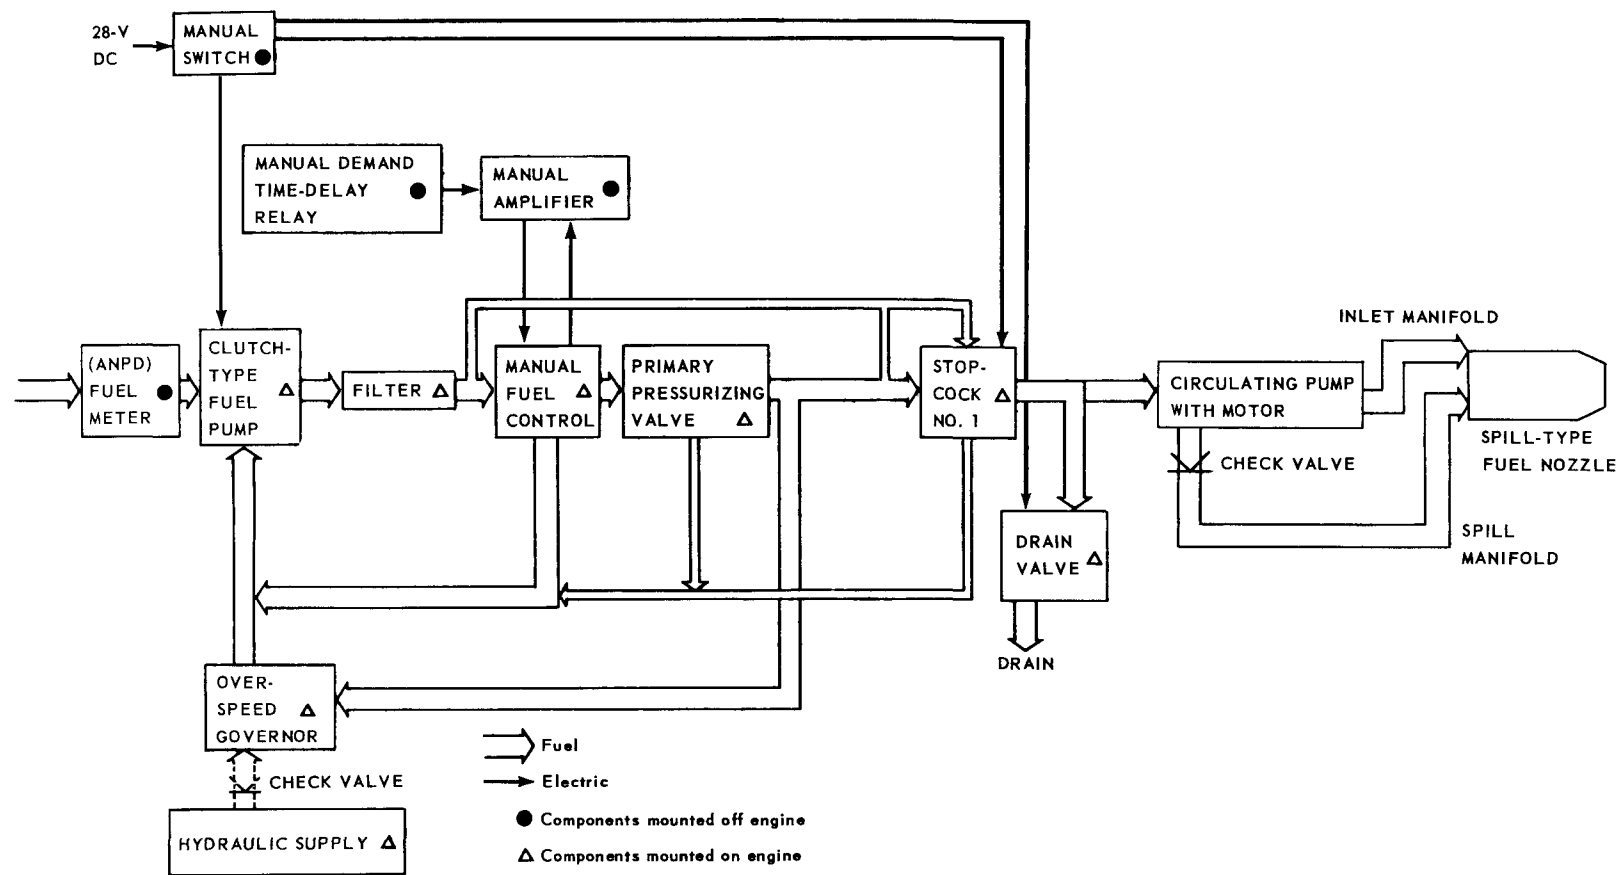 28-V
DC
MANUAL
SWITCH
MANUAL DEMAND
TIME-DELAY
RELAY
MANUAL
AMPLIFIER
(ANPD)
FUEL
METER
CLUTCH-
TYPE
FUEL
PUMP
FILTER
MANUAL
FUEL
CONTROL
PRIMARY
PRESSURIZING
VALVE
STOP-
COCK
NO. 1
CIRCULATING PUMP
WITH MOTOR
INLET MANIFOLD
SPILL-TYPE
FUEL NOZZLE
CHECK VALVE
SPILL
MANIFOLD
DRAIN
VALVE
DRAIN
OVER-
SPEED
GOVERNOR
CHECK VALVE
HYDRAULIC SUPPLY
Fuel
Electric
Components mounted off engine
Components mounted on engine